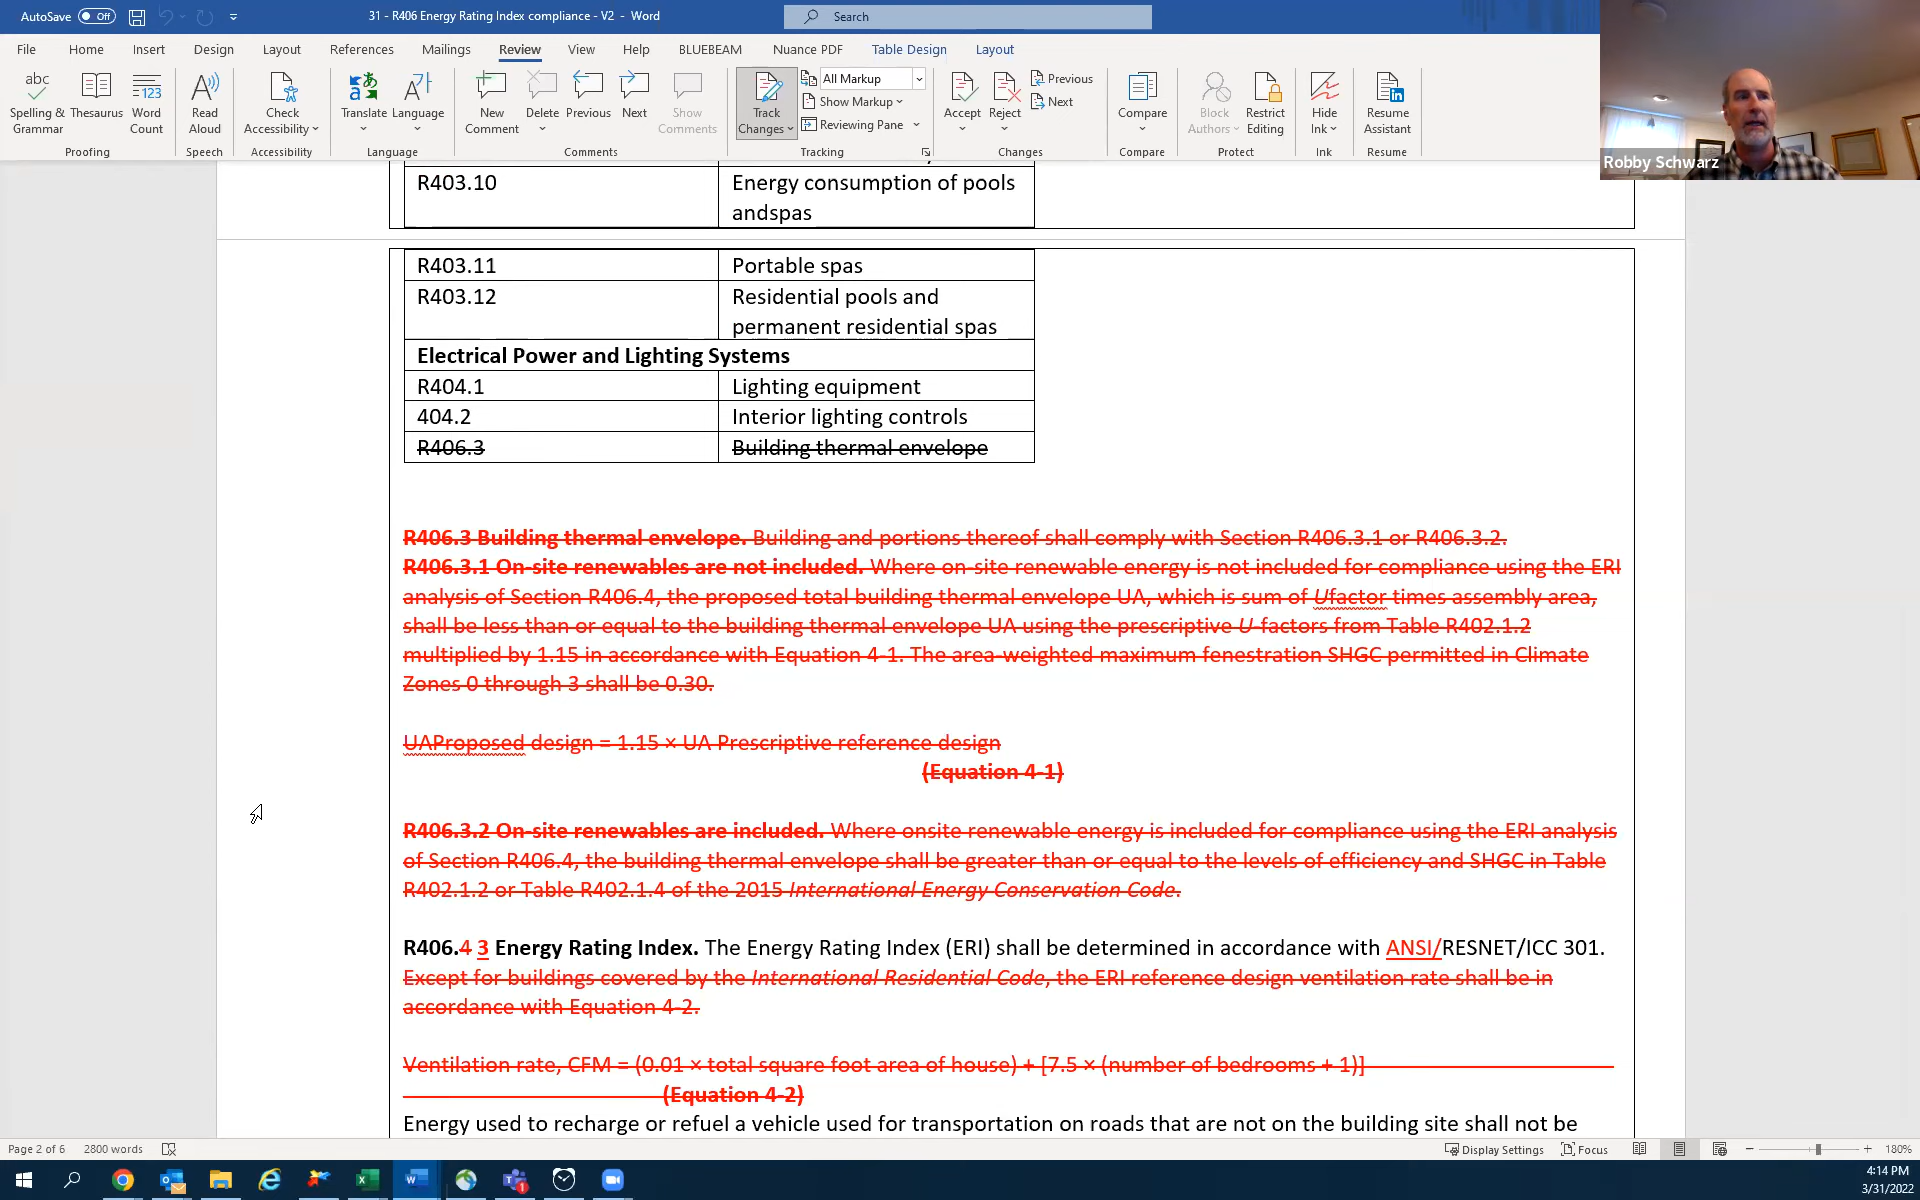 AutoSave Off
31 - R406 Energy Rating Index compliance - V2 - Word
Search
File Home Insert Design Layout References Mailings Review View Help BLUEBEAM Nuance PDF Table Design Layout
abc
Spelling & Grammar
Thesaurus
123
Word Count
Proofing
Read Aloud
Speech
Check Accessibility
Accessibility
Translate
Language
Language
New Comment
Delete
Previous
Next
Show Comments
Comments
Track Changes
All Markup
Show Markup
Reviewing Pane
Tracking
Accept
Reject
Previous
Next
Changes
Compare
Compare
Block Authors
Restrict Editing
Protect
Hide Ink
Ink
Resume Assistant
Resume
Robby Schwarz
R403.10 Energy consumption of pools
andspas
R403.11 Portable spas
R403.12 Residential pools and
permanent residential spas
Electrical Power and Lighting Systems
R404.1 Lighting equipment
404.2 Interior lighting controls
R406.3 Building thermal envelope
R406.3 Building thermal envelope. Building and portions thereof shall comply with Section R406.3.1 or R406.3.2.
R406.3.1 On-site renewables are not included. Where on-site renewable energy is not included for compliance using the ERI
analysis of Section R406.4, the proposed total building thermal envelope UA, which is sum of Ufactor times assembly area,
shall be less than or equal to the building thermal envelope UA using the prescriptive U-factors from Table R402.1.2
multiplied by 1.15 in accordance with Equation 4-1. The area-weighted maximum fenestration SHGC permitted in Climate
Zones 0 through 3 shall be 0.30.
UAProposed design = 1.15 × UA Prescriptive reference design
(Equation 4-1)
R406.3.2 On-site renewables are included. Where onsite renewable energy is included for compliance using the ERI analysis
of Section R406.4, the building thermal envelope shall be greater than or equal to the levels of efficiency and SHGC in Table
R402.1.2 or Table R402.1.4 of the 2015 International Energy Conservation Code.
R406.4 3 Energy Rating Index. The Energy Rating Index (ERI) shall be determined in accordance with ANSI/RESNET/ICC 301.
Except for buildings covered by the International Residential Code, the ERI reference design ventilation rate shall be in
accordance with Equation 4-2.
Ventilation rate, CFM = (0.01 × total square foot area of house) + [7.5 × (number of bedrooms + 1)]
(Equation 4-2)
Energy used to recharge or refuel a vehicle used for transportation on roads that are not on the building site shall not be
Page 2 of 6 2800 words Display Settings Focus 180%
4:14 PM
3/31/2022